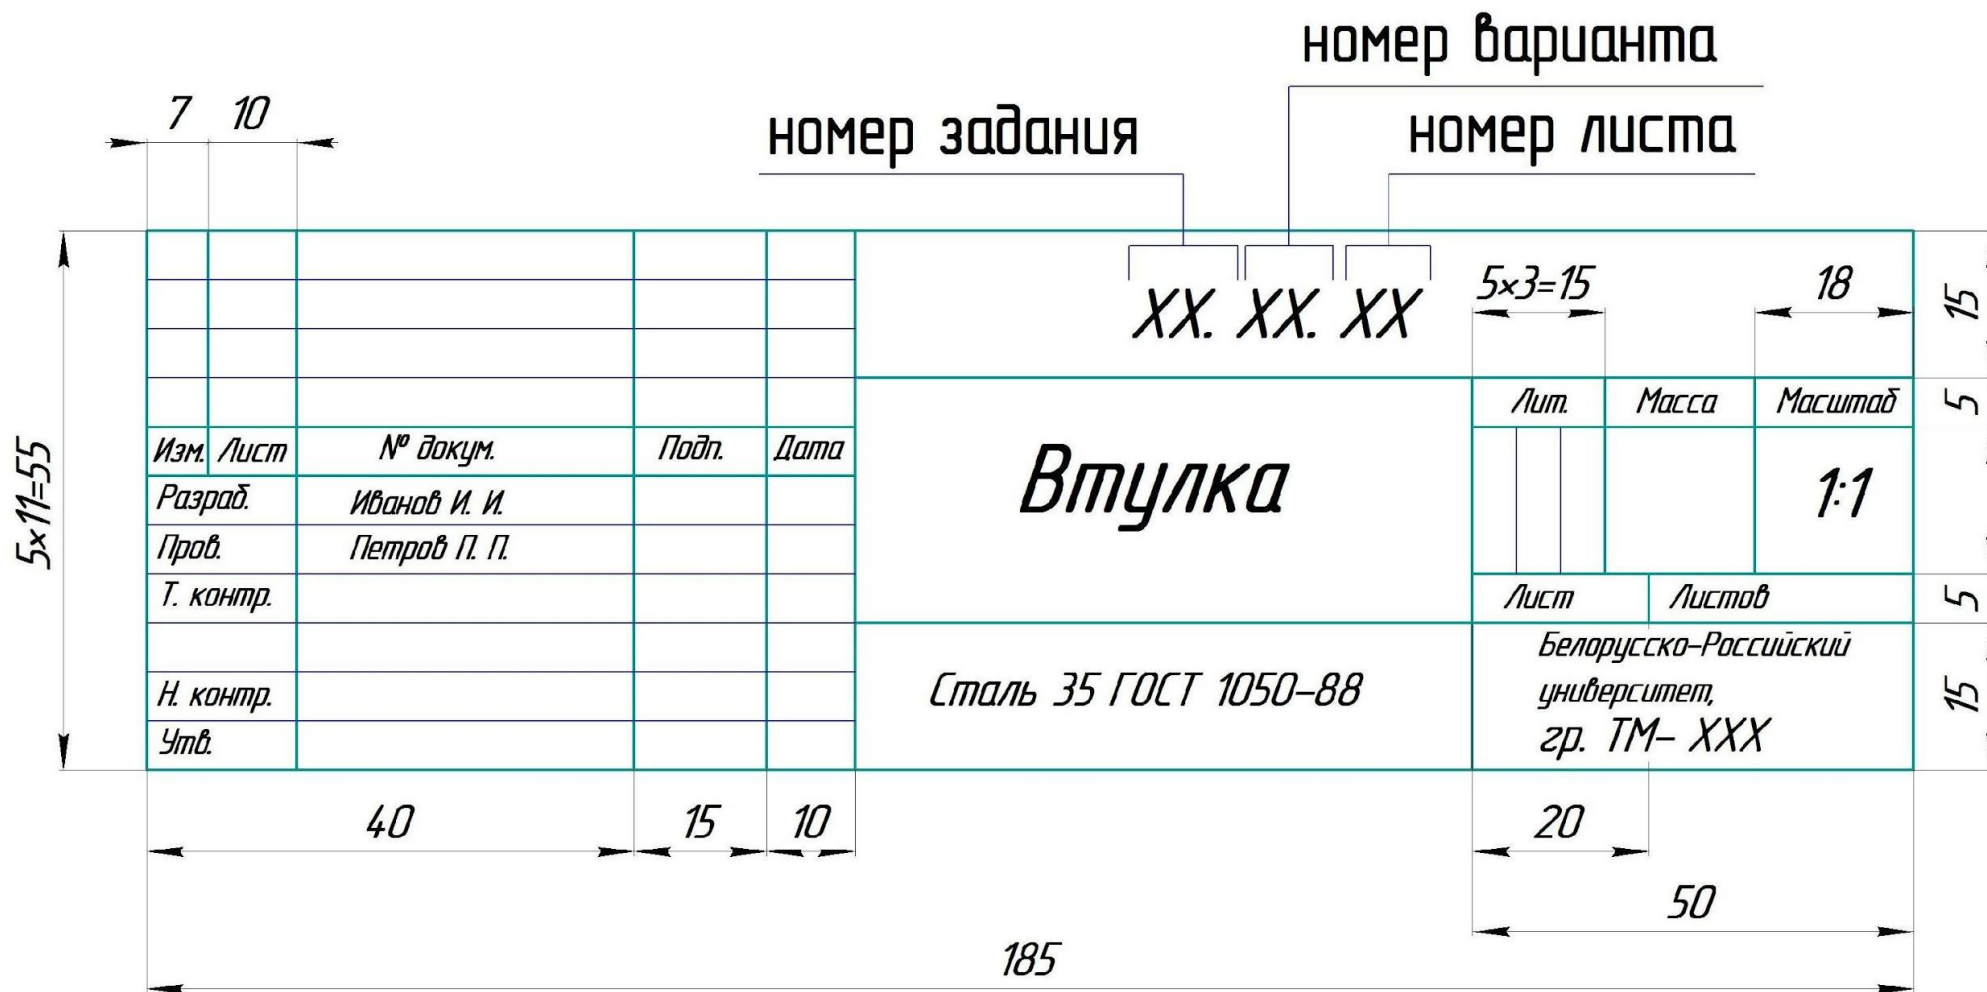 номер варианта
7 10 номер задания номер листа
XX. XX. XX 5×3=15 18 15
Лит. Масса Масштаб 5
Изм. Лист № докум. Подп. Дата Втулка 1:1
Разраб. Иванов И. И.
5×11=55
Пров. Петров П. П.
Т. контр. Лист Листов 5
Белорусско-Российский
Н. контр. Сталь 35 ГОСТ 1050-88 университет, 15
Утв. гр. ТМ- XXX
40 15 10 20
50
185